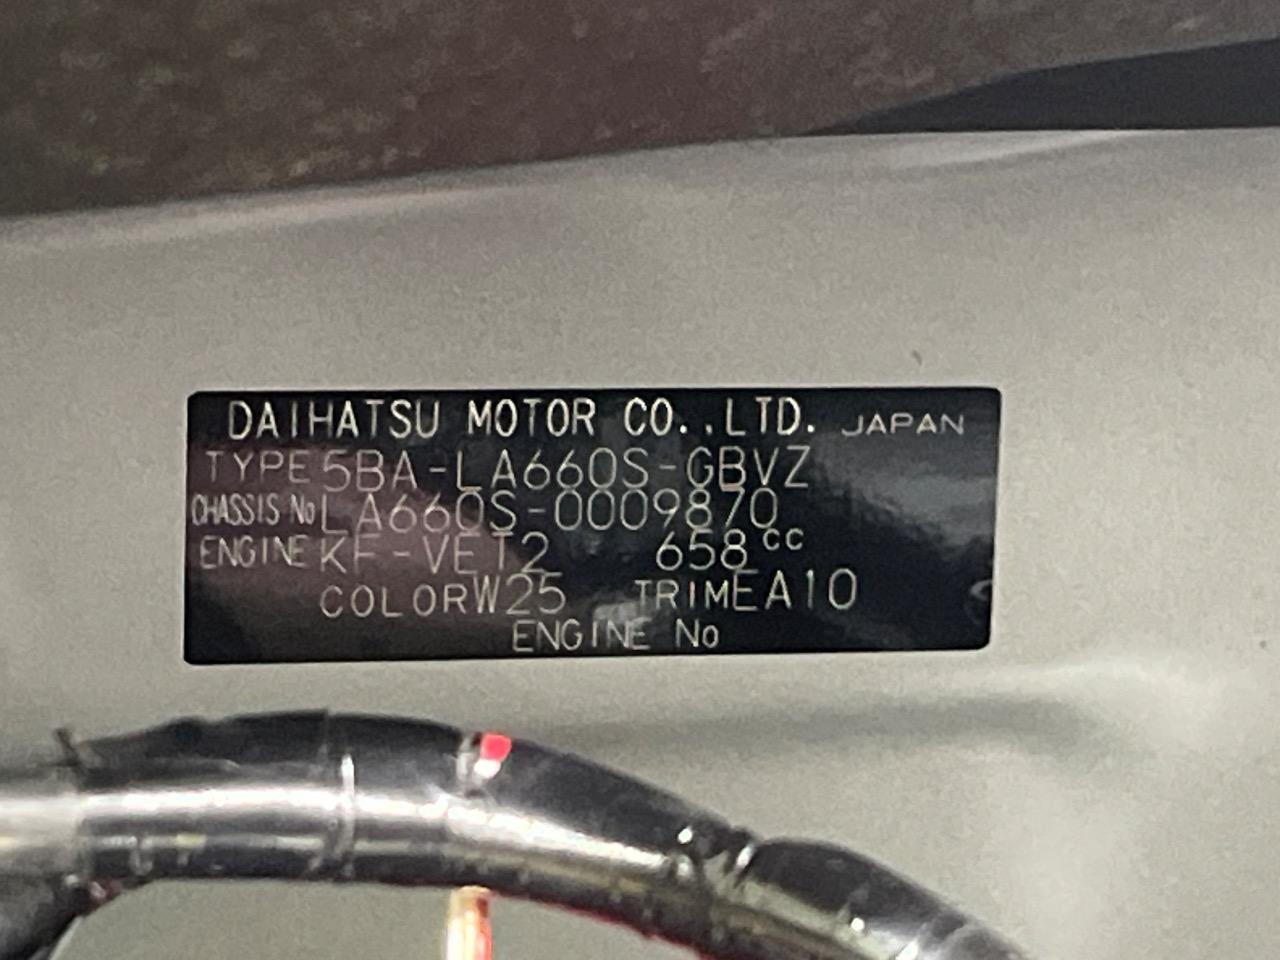 DAIHATSU MOTOR CO.,LTD. JAPAN
TYPE 5BA-LA660S-GBVZ
CHASSIS No LA660S-0009870
ENGINE KF-VET2 658cc
COLOR W25 TRIM EA10
ENGINE No